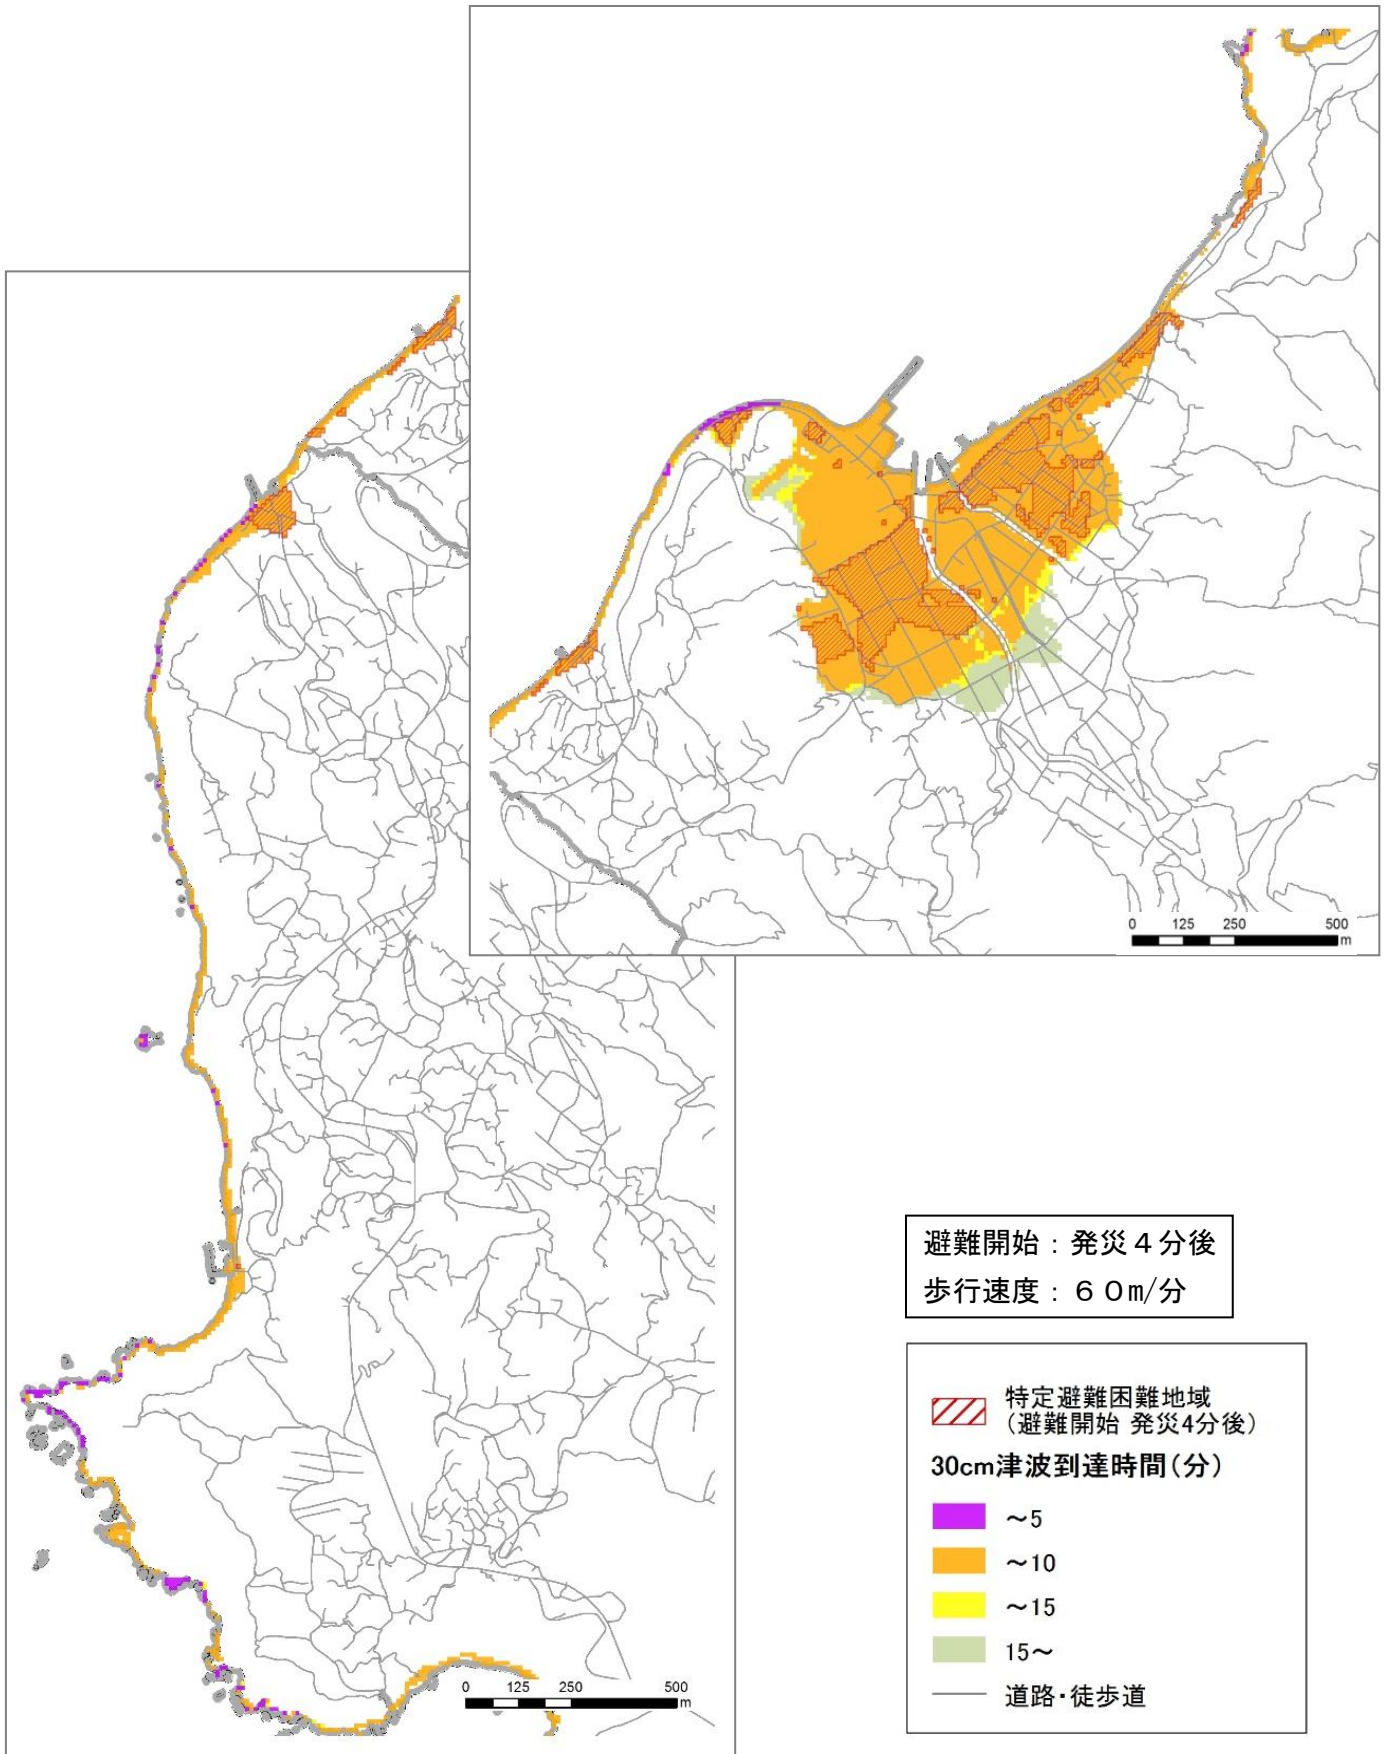 0 125 250 500
m
避難開始：発災４分後
歩行速度：６０m/分
特定避難困難地域
（避難開始 発災4分後）
30cm津波到達時間（分）
～5
～10
～15
15～
道路・徒歩道
0 125 250 500
m